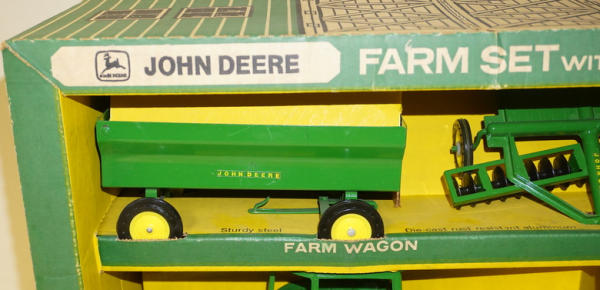 JOHN DEERE FARM SET WIT
JOHN DEERE
Sturdy steel Die-cast rust resistant aluminum
FARM WAGON